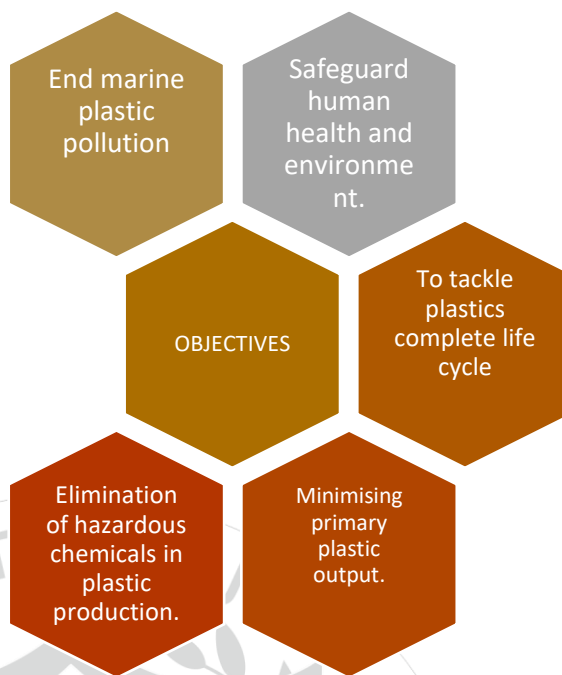 End marine
plastic
pollution
Safeguard
human
health and
environme
nt.
OBJECTIVES
To tackle
plastics
complete life
cycle
Elimination
of hazardous
chemicals in
plastic
production.
Minimising
primary
plastic
output.